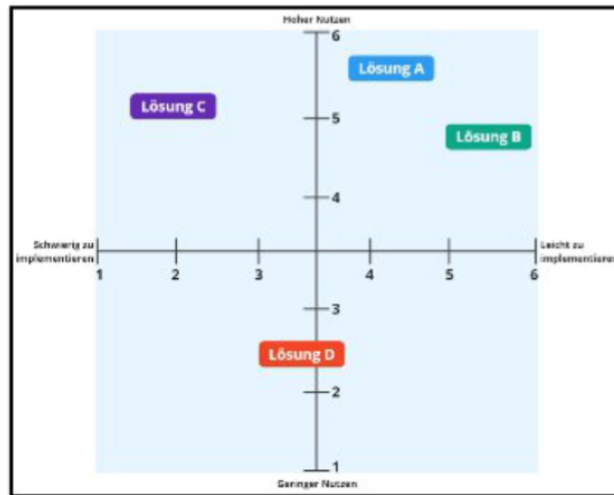 Hoher Nutzen
6
Lösung A
Lösung C
5
Lösung B
4
Schwierig zu
implementieren
Leicht zu
implementieren
1 2 3 4 5 6
3
Lösung D
2
1
Geringer Nutzen